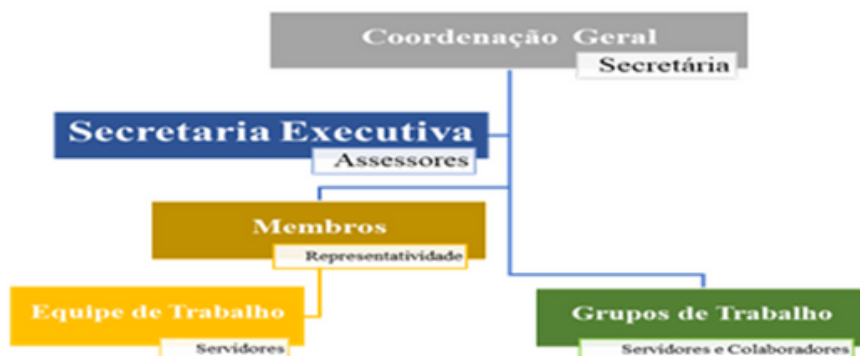 Coordenação Geral
Secretária
Secretaria Executiva
Assessores
Membros
Representatividade
Equipe de Trabalho
Servidores
Grupos de Trabalho
Servidores e Colaboradores